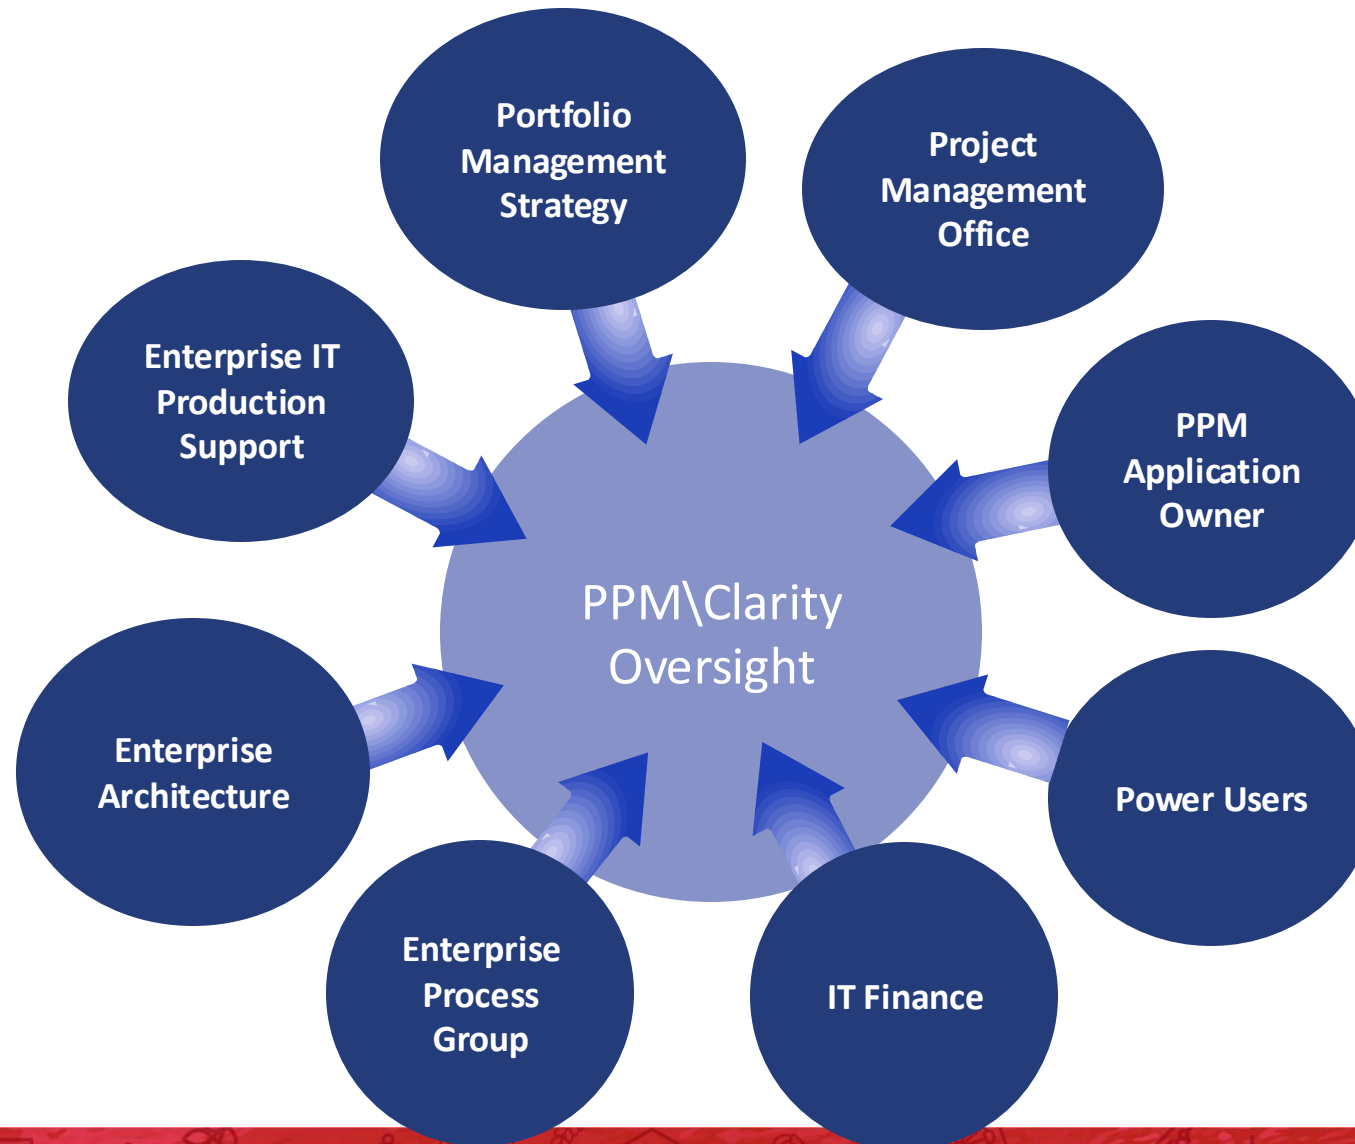 Portfolio
Management
Strategy
Project
Management
Office
Enterprise IT
Production
Support
PPM
Application
Owner
PPM\Clarity
Oversight
Enterprise
Architecture
Power Users
Enterprise
Process
Group
IT Finance